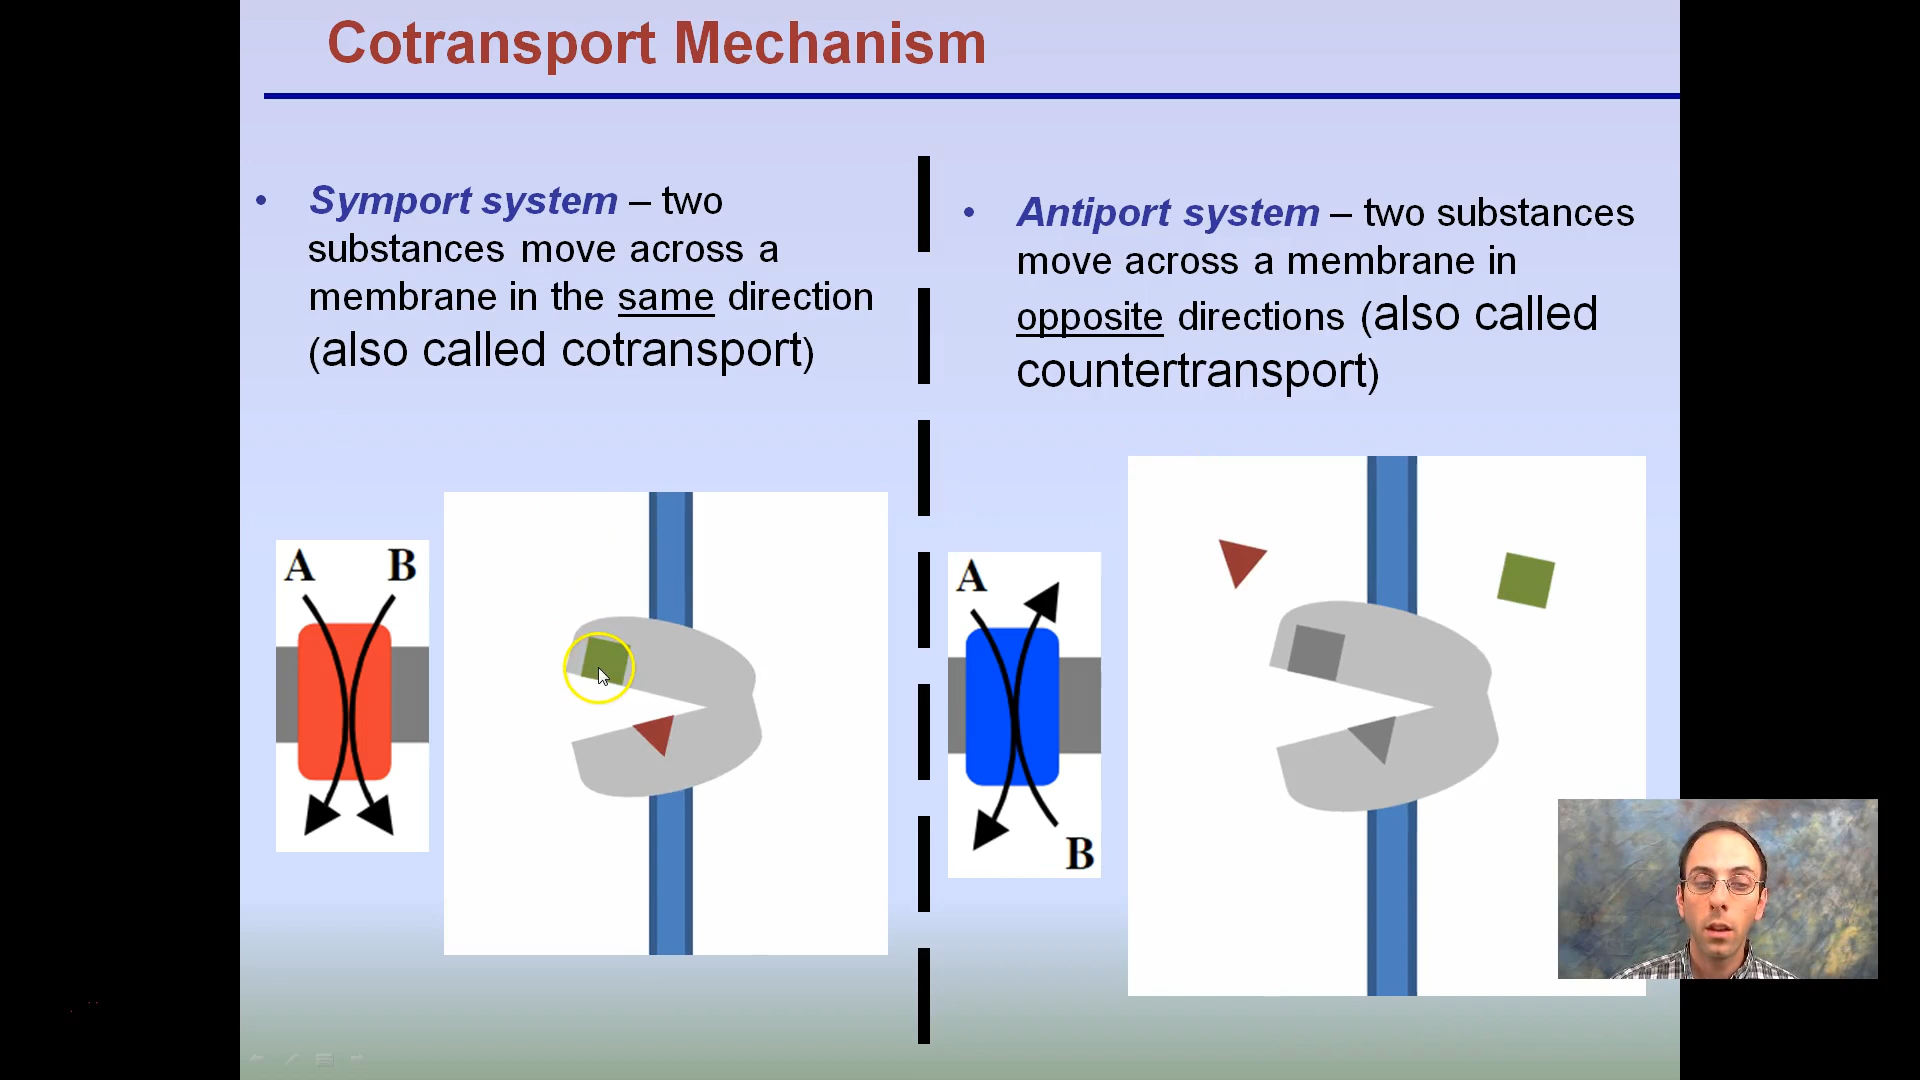 Cotransport Mechanism
• Symport system – two
substances move across a
membrane in the same direction
(also called cotransport)
• Antiport system – two substances
move across a membrane in
opposite directions (also called
countertransport)
A B
A
B